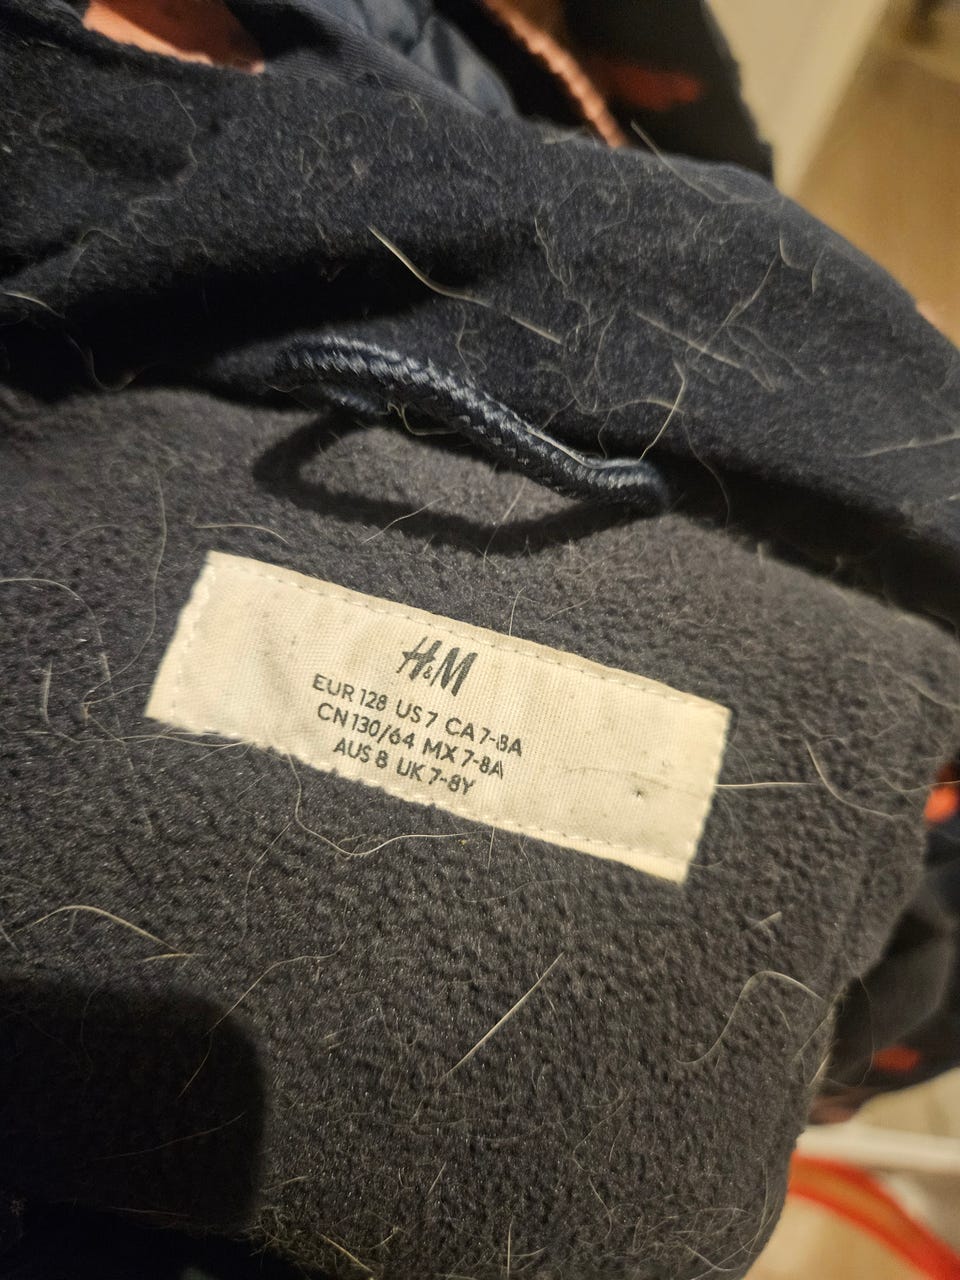 H&M
EUR 128 US 7 CA 7-8A
CN 130/64 MX 7-8A
AUS 8 UK 7-8Y